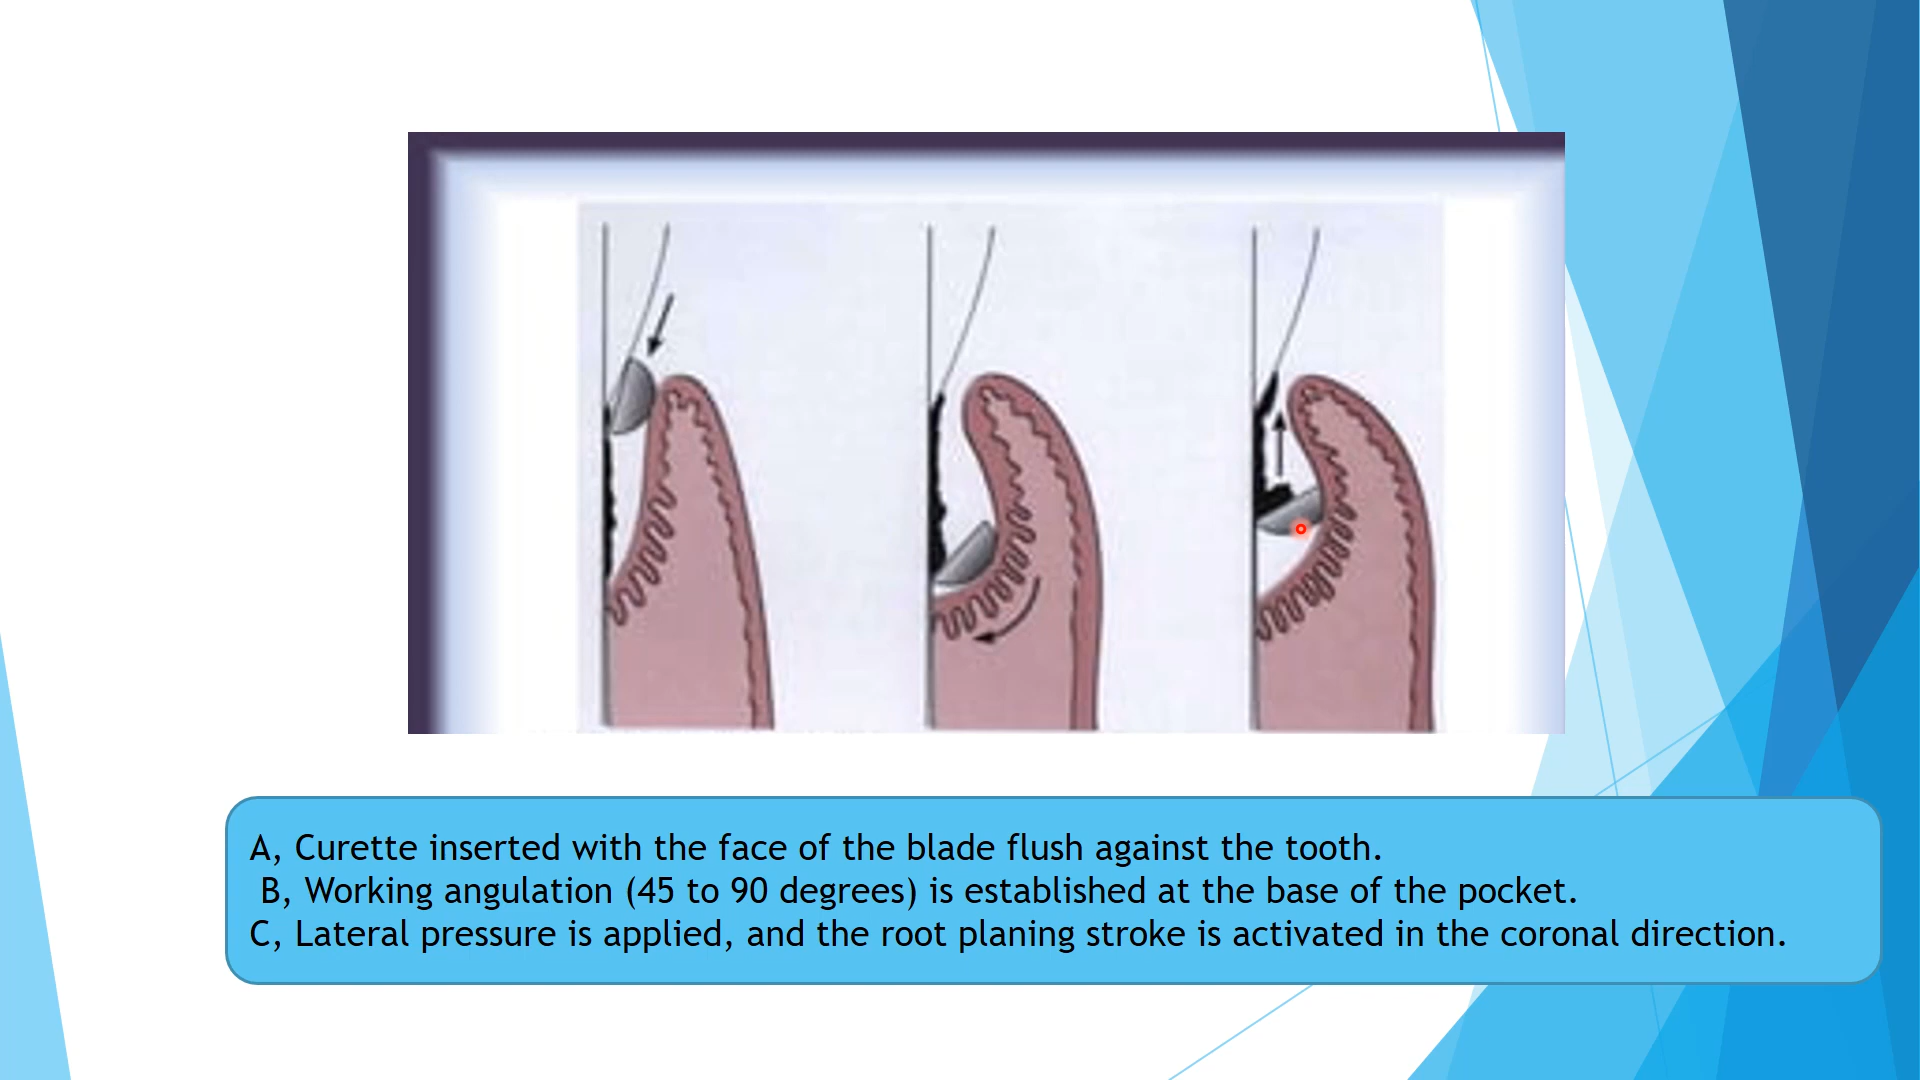 A, Curette inserted with the face of the blade flush against the tooth.
B, Working angulation (45 to 90 degrees) is established at the base of the pocket.
C, Lateral pressure is applied, and the root planing stroke is activated in the coronal direction.